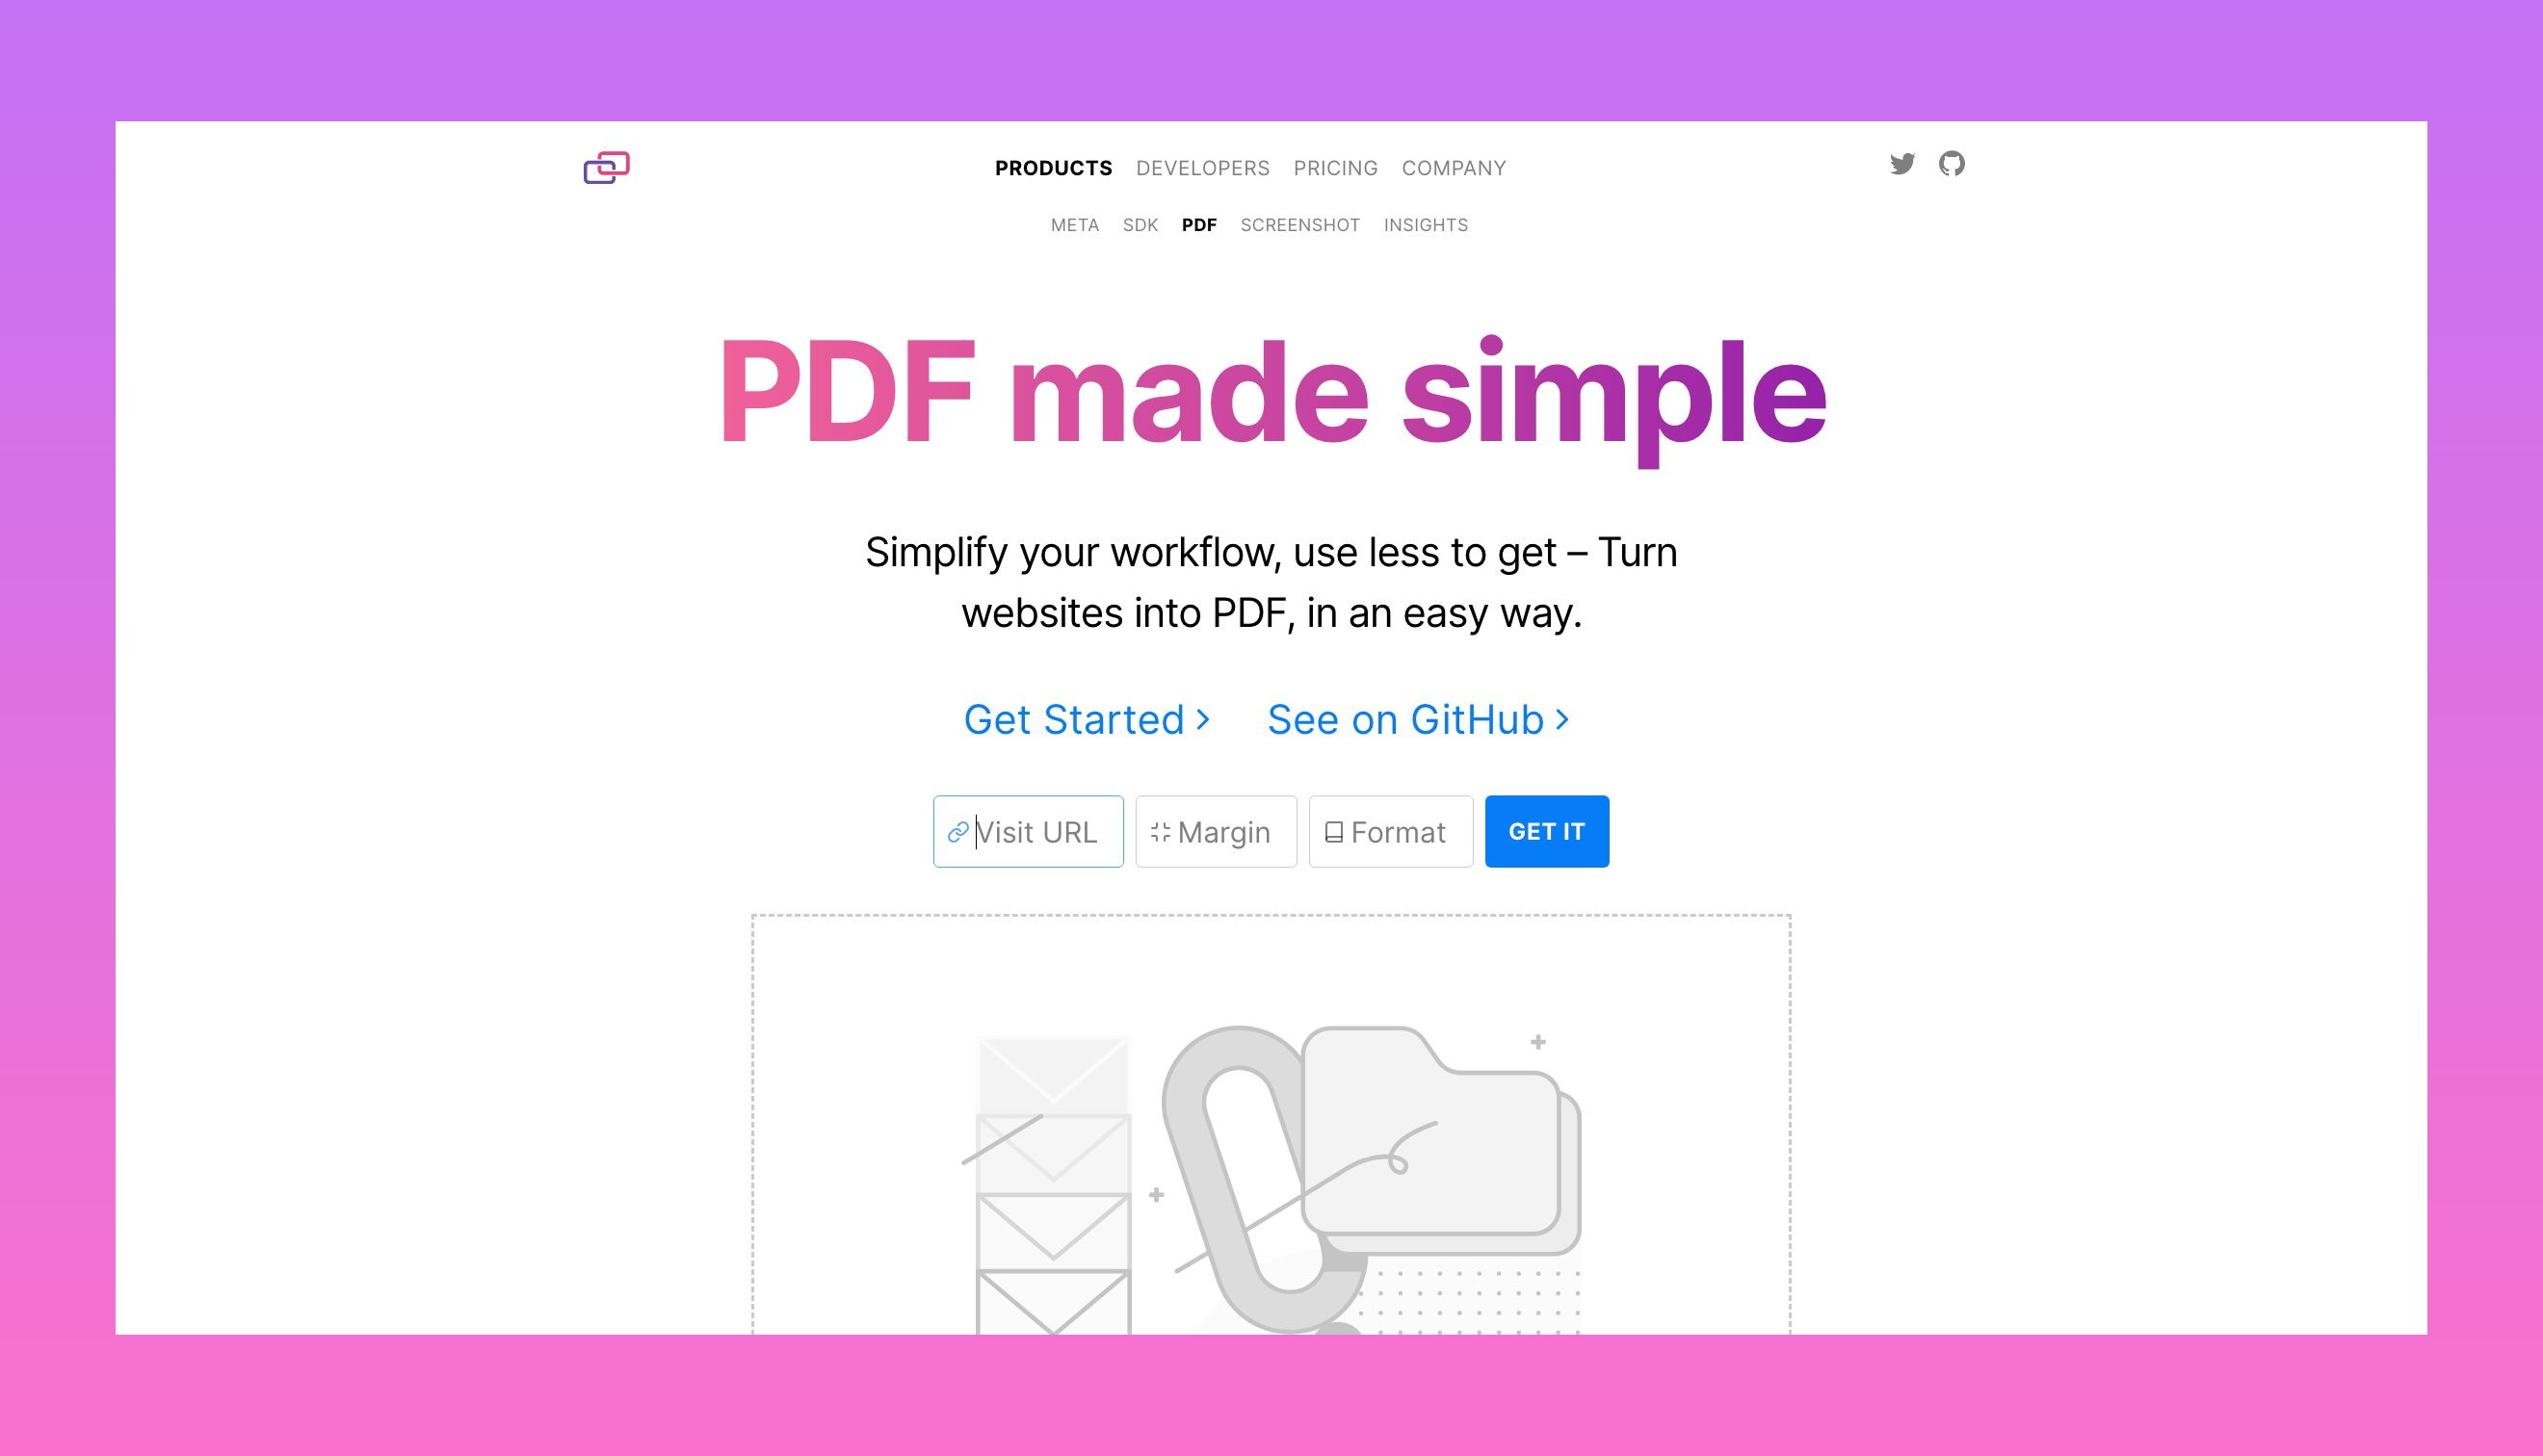 PRODUCTS DEVELOPERS PRICING COMPANY
META SDK PDF SCREENSHOT INSIGHTS
PDF made simple
Simplify your workflow, use less to get – Turn
websites into PDF, in an easy way.
Get Started > See on GitHub >
Visit URL Margin Format GET IT